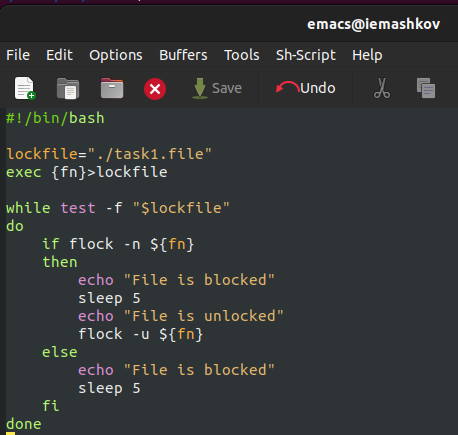 emacs@iemashkov
File Edit Options Buffers Tools Sh-Script Help
Save Undo
#!/bin/bash

lockfile="./task1.file"
exec {fn}>lockfile

while test -f "$lockfile"
do
    if flock -n ${fn}
    then
        echo "File is blocked"
        sleep 5
        echo "File is unlocked"
        flock -u ${fn}
    else
        echo "File is blocked"
        sleep 5
    fi
done